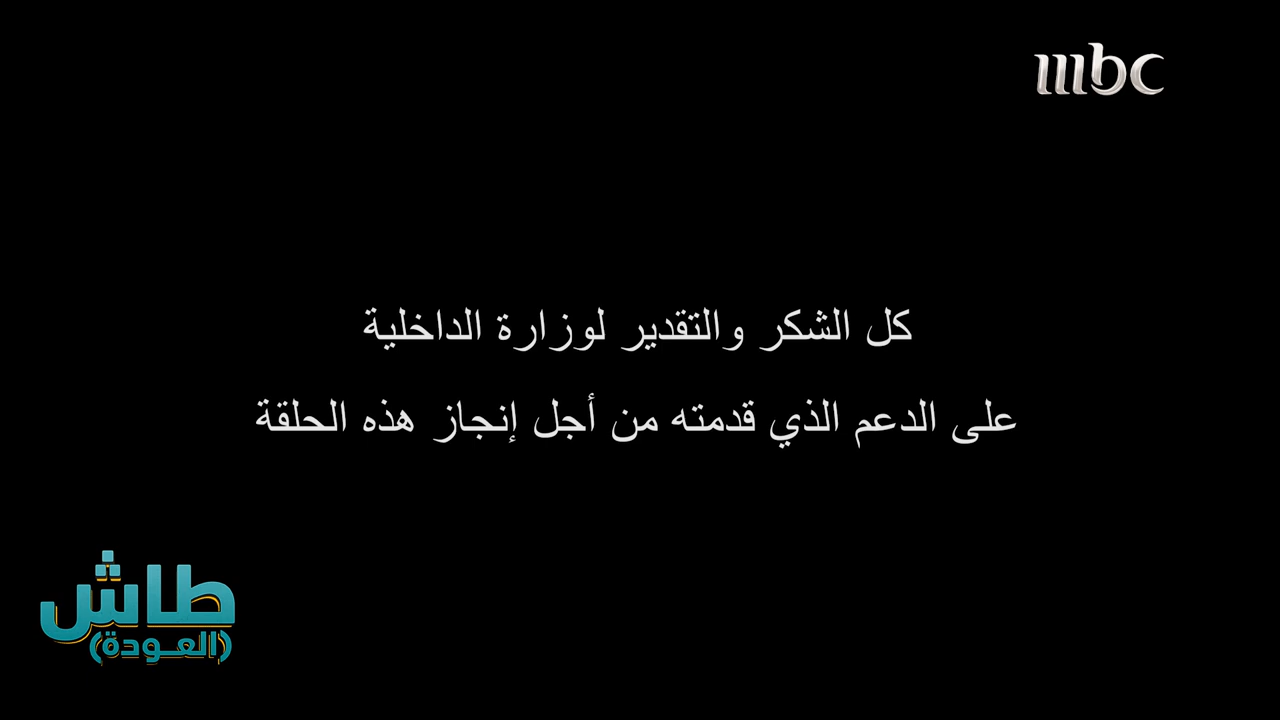 mbc
كل الشكر والتقدير لوزارة الداخلية
على الدعم الذي قدمته من أجل إنجاز هذه الحلقة
طاش
(العودة)